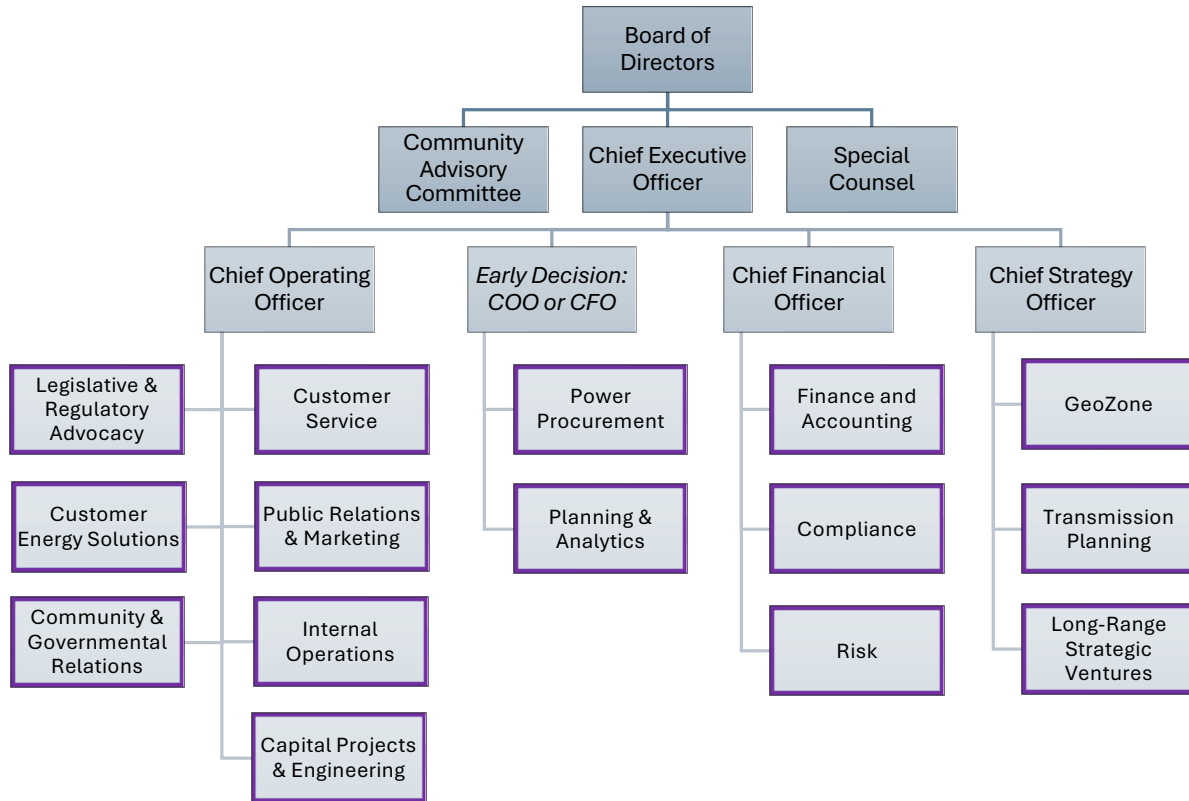 Board of
Directors
Community
Advisory
Committee
Chief Executive
Officer
Special
Counsel
Chief Operating
Officer
Early Decision:
COO or CFO
Chief Financial
Officer
Chief Strategy
Officer
Legislative &
Regulatory
Advocacy
Customer
Service
Power
Procurement
Finance and
Accounting
GeoZone
Customer
Energy Solutions
Public Relations
& Marketing
Planning &
Analytics
Compliance
Transmission
Planning
Community &
Governmental
Relations
Internal
Operations
Risk
Long-Range
Strategic
Ventures
Capital Projects
& Engineering